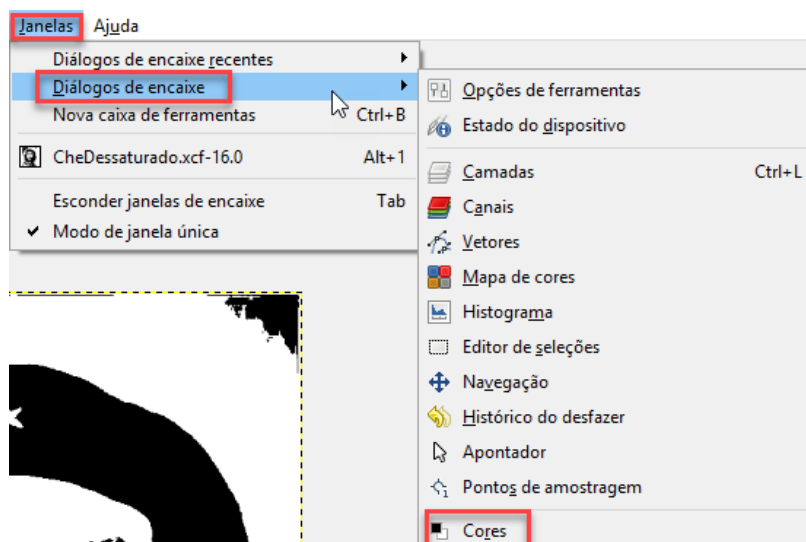 Janelas Ajuda
Diálogos de encaixe recentes
Diálogos de encaixe
Nova caixa de ferramentas Ctrl+B
CheDessaturado.xcf-16.0 Alt+1
Esconder janelas de encaixe Tab
Modo de janela única
Opções de ferramentas
Estado do dispositivo
Camadas Ctrl+L
Canais
Vetores
Mapa de cores
Histograma
Editor de seleções
Navegação
Histórico do desfazer
Apontador
Pontos de amostragem
Cores